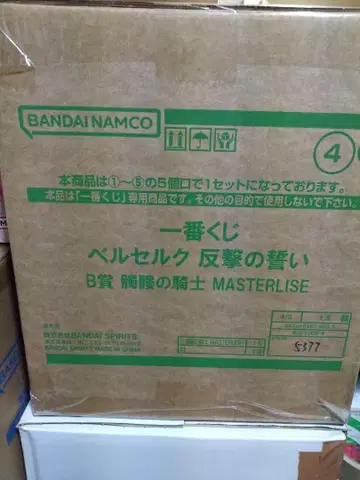 BANDAI NAMCO
④
本商品は①~⑤の5個口で1セットになっております。
本品は「一番くじ」専用商品です。その他の目的で使用しないで下さい。
一番くじ
ベルセルク 反撃の誓い
B賞 髑髏の騎士 MASTERLISE
株式会社BANDAI SPIRITS
BANDAI SPIRITS MADE IN CHINA
5377